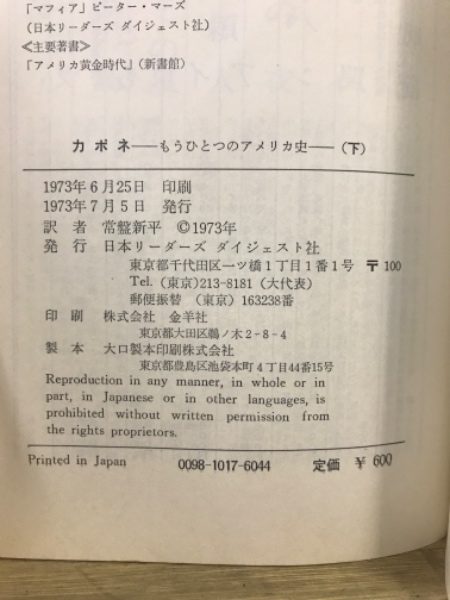 「マフィア」ピーター・マーズ
(日本リーダーズ ダイジェスト社)
≪主要著書≫
『アメリカ黄金時代』(新書館)
カポネ——もうひとつのアメリカ史——(下)
1973年6月25日 印刷
1973年7月5日 発行
訳者 常盤新平 ©1973年
発行 日本リーダーズ ダイジェスト社
東京都千代田区一ツ橋1丁目1番1号 〒100
Tel. (東京)213-8181 (大代表)
郵便振替 (東京) 163238番
印刷 株式会社 金羊社
東京都大田区鵜ノ木2-8-4
製本 大口製本印刷株式会社
東京都豊島区池袋本町4丁目44番15号
Reproduction in any manner, in whole or in
part, in Japanese or in other languages, is
prohibited without written permission from
the rights proprietors.
Printed in Japan 0098-1017-6044 定価 ¥600